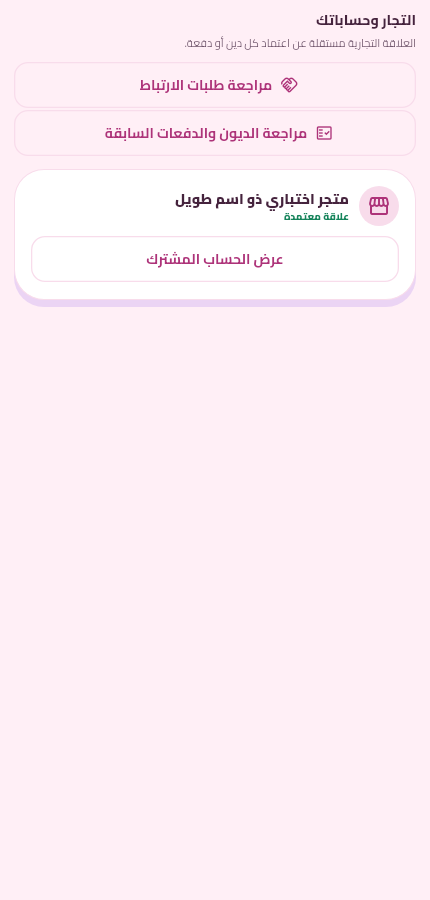 التجار وحساباتك
العلاقة التجارية مستقلة عن اعتماد كل دين أو دفعة.
مراجعة طلبات الارتباط
مراجعة الديون والدفعات السابقة
متجر اختباري ذو اسم طويل
علاقة معتمدة
عرض الحساب المشترك